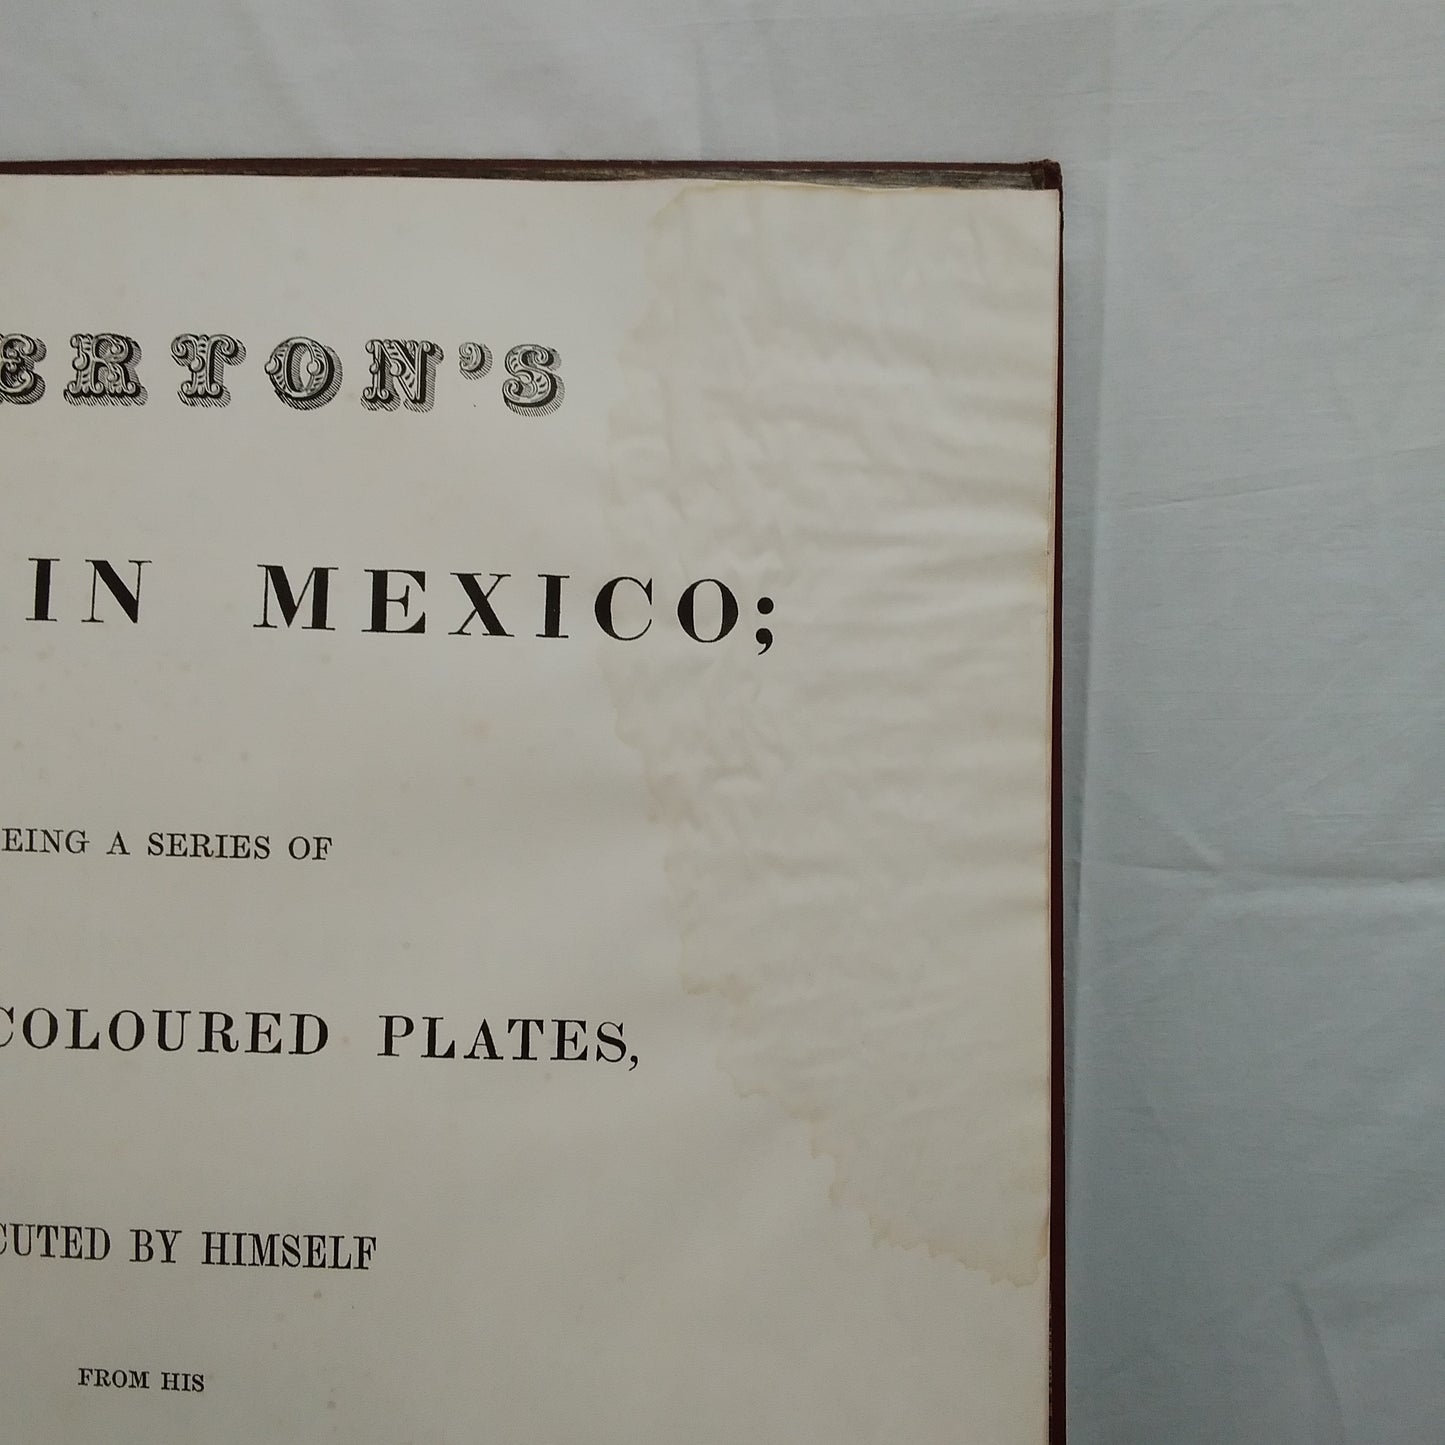 ERTON'S
IN MEXICO;
EING A SERIES OF
COLOURED PLATES,
CUTED BY HIMSELF
FROM HIS